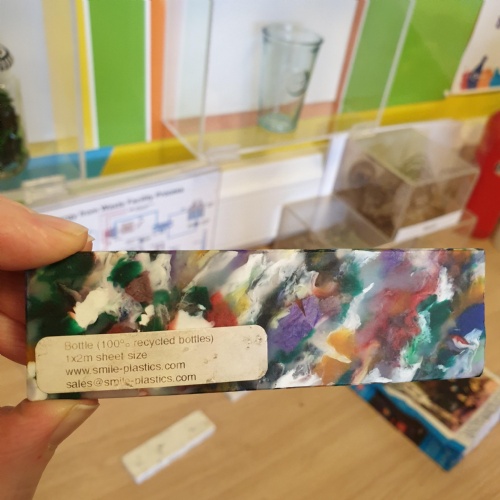 Bottle (100% recycled bottles)
1x2m sheet size
www.smile-plastics.com
sales@smile-plastics.com